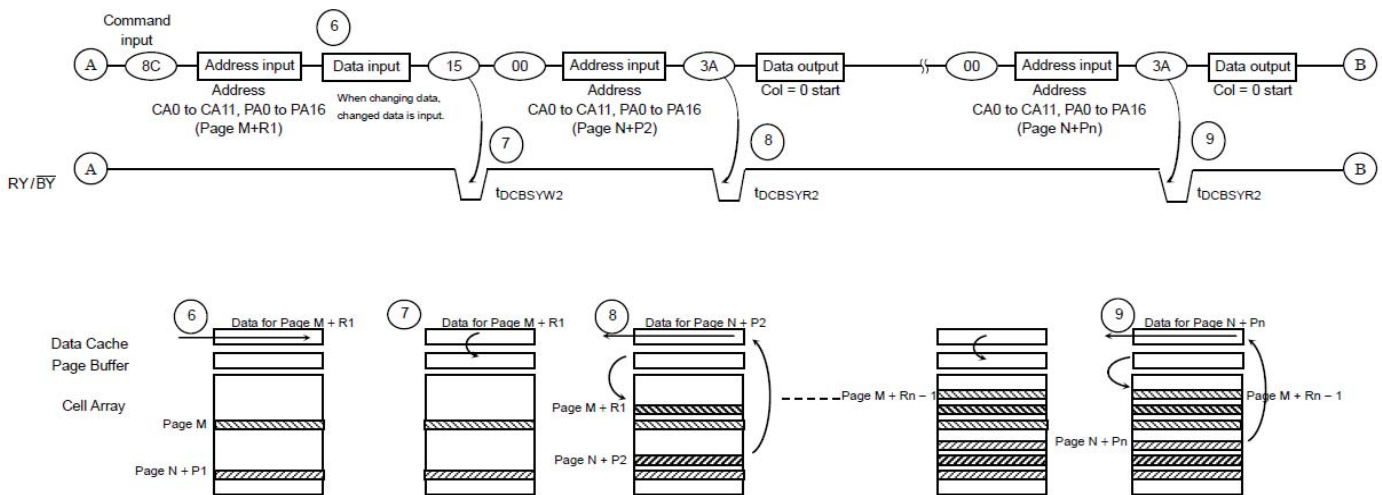 Command
input
6
9
A
8C
Address input
Data input
15
00
Address input
3A
Data output
00
Address input
3A
Data output
B
Address
CA0 to CA11, PA0 to PA16
(Page M+R1)
When changing data,
changed data is input.
Address
CA0 to CA11, PA0 to PA16
(Page N+P2)
Col = 0 start
Address
CA0 to CA11, PA0 to PA16
(Page N+Pn)
Col = 0 start
7
8
9
RY/BY
A
B
tDCBSYW2
tDCBSYR2
tDCBSYR2
6
Data for Page M + R1
7
Data for Page M + R1
8
Data for Page N + P2
9
Data for Page N + Pn
Data Cache
Page Buffer
Cell Array
Page M
Page N + P1
Page M + R1
Page N + P2
Page M + Rn − 1
Page N + Pn
Page M + Rn − 1